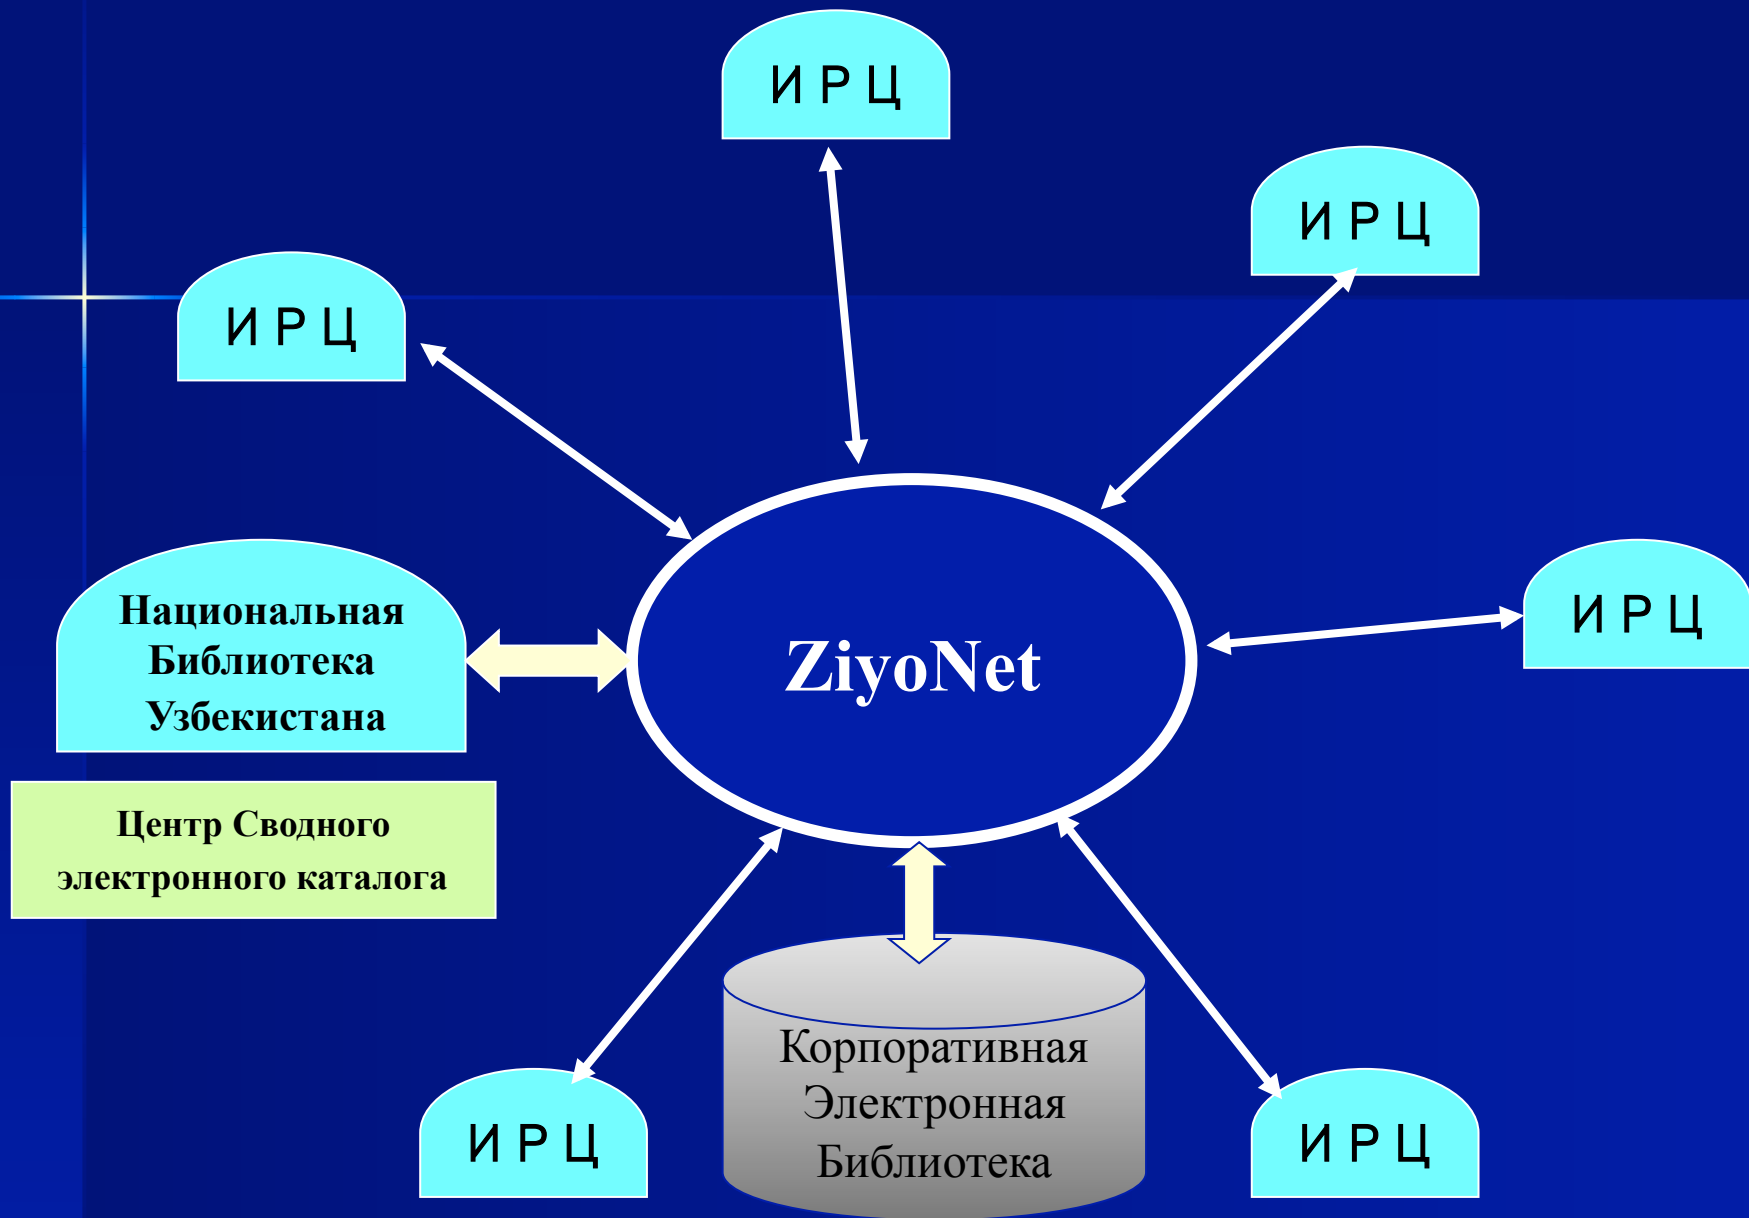 И Р Ц
И Р Ц
И Р Ц
Национальная
Библиотека
Узбекистана
ZiyoNet
И Р Ц
Центр Сводного
электронного каталога
Корпоративная
Электронная
Библиотека
И Р Ц
И Р Ц